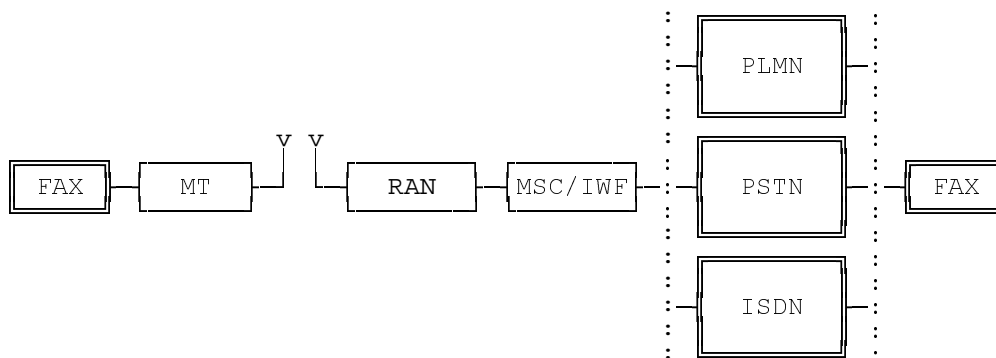 PLMN
v v
FAX MT RAN MSC/IWF PSTN FAX
ISDN